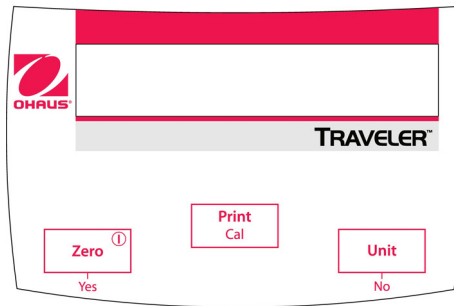 OHAUS®
TRAVELER™
Print
Cal
Zero
Unit
Yes
No